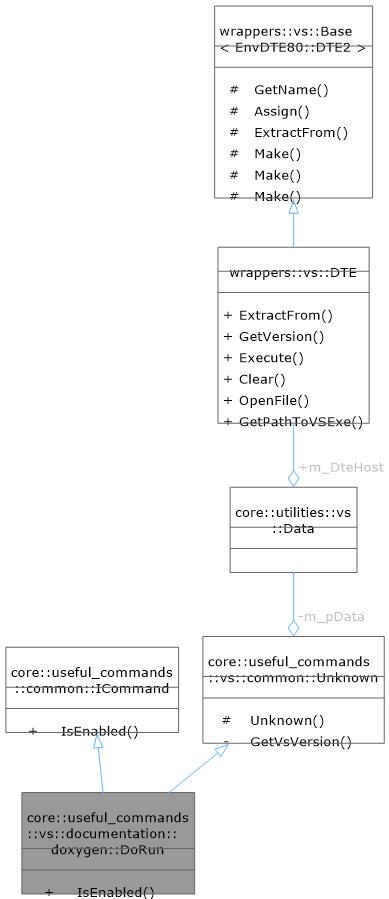 wrappers::vs::Base
< EnvDTE80::DTE2 >
# GetName()
# Assign()
# ExtractFrom()
# Make()
# Make()
# Make()
wrappers::vs::DTE
+ ExtractFrom()
+ GetVersion()
+ Execute()
+ Clear()
+ OpenFile()
+ GetPathToVSExe()
+m_DteHost
core::utilities::vs
::Data
-m_pData
core::useful_commands
::common::ICommand
+ IsEnabled()
core::useful_commands
::vs::common::Unknown
# Unknown()
- GetVsVersion()
core::useful_commands
::vs::documentation::
doxygen::DoRun
+ IsEnabled()